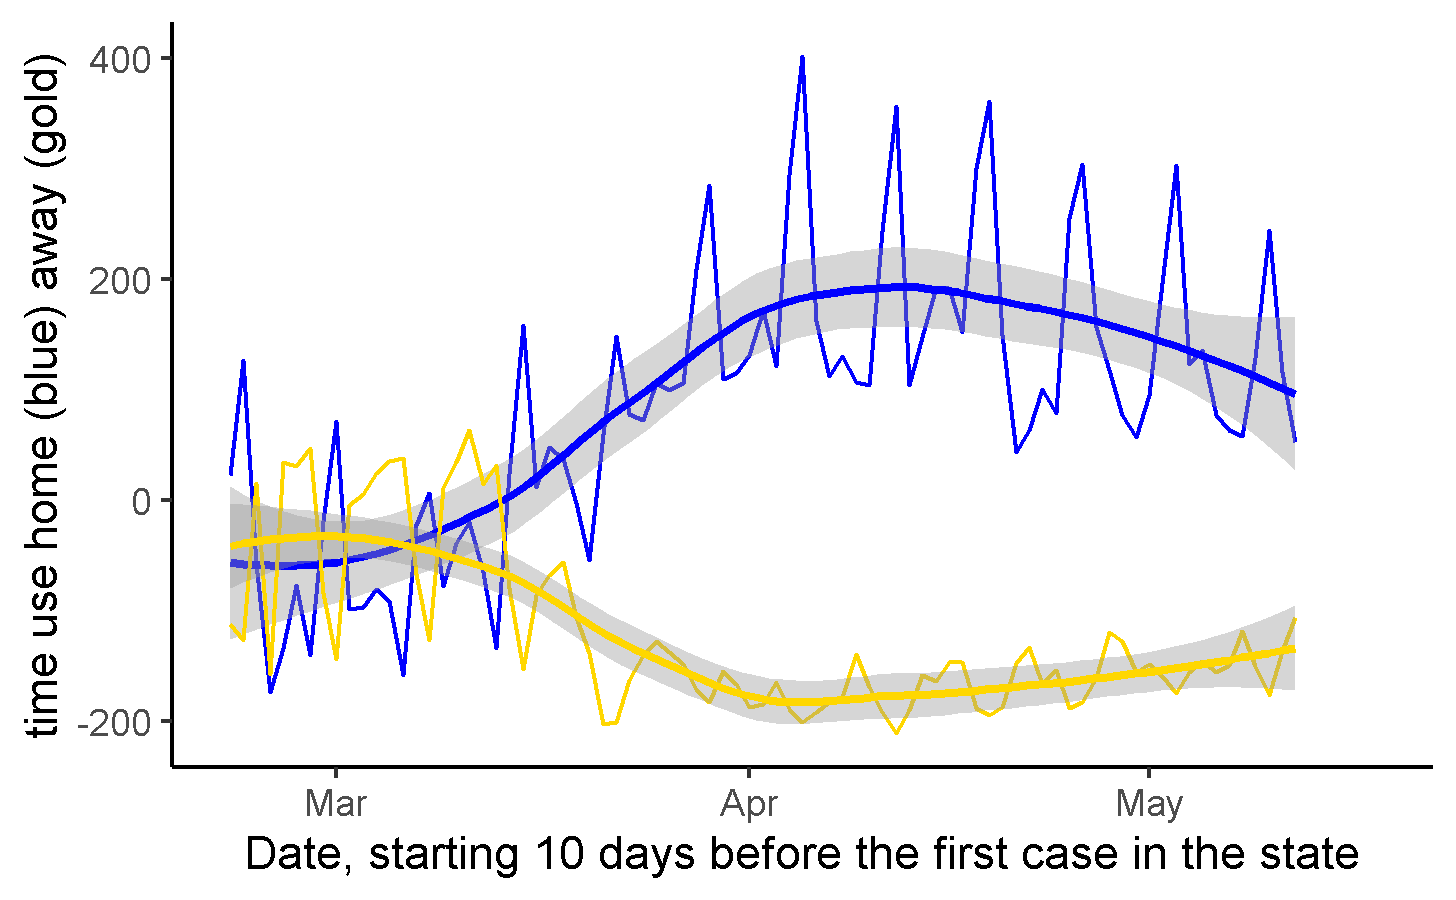 time use home (blue) away (gold)
400
200
0
-200
Mar Apr May
Date, starting 10 days before the first case in the state